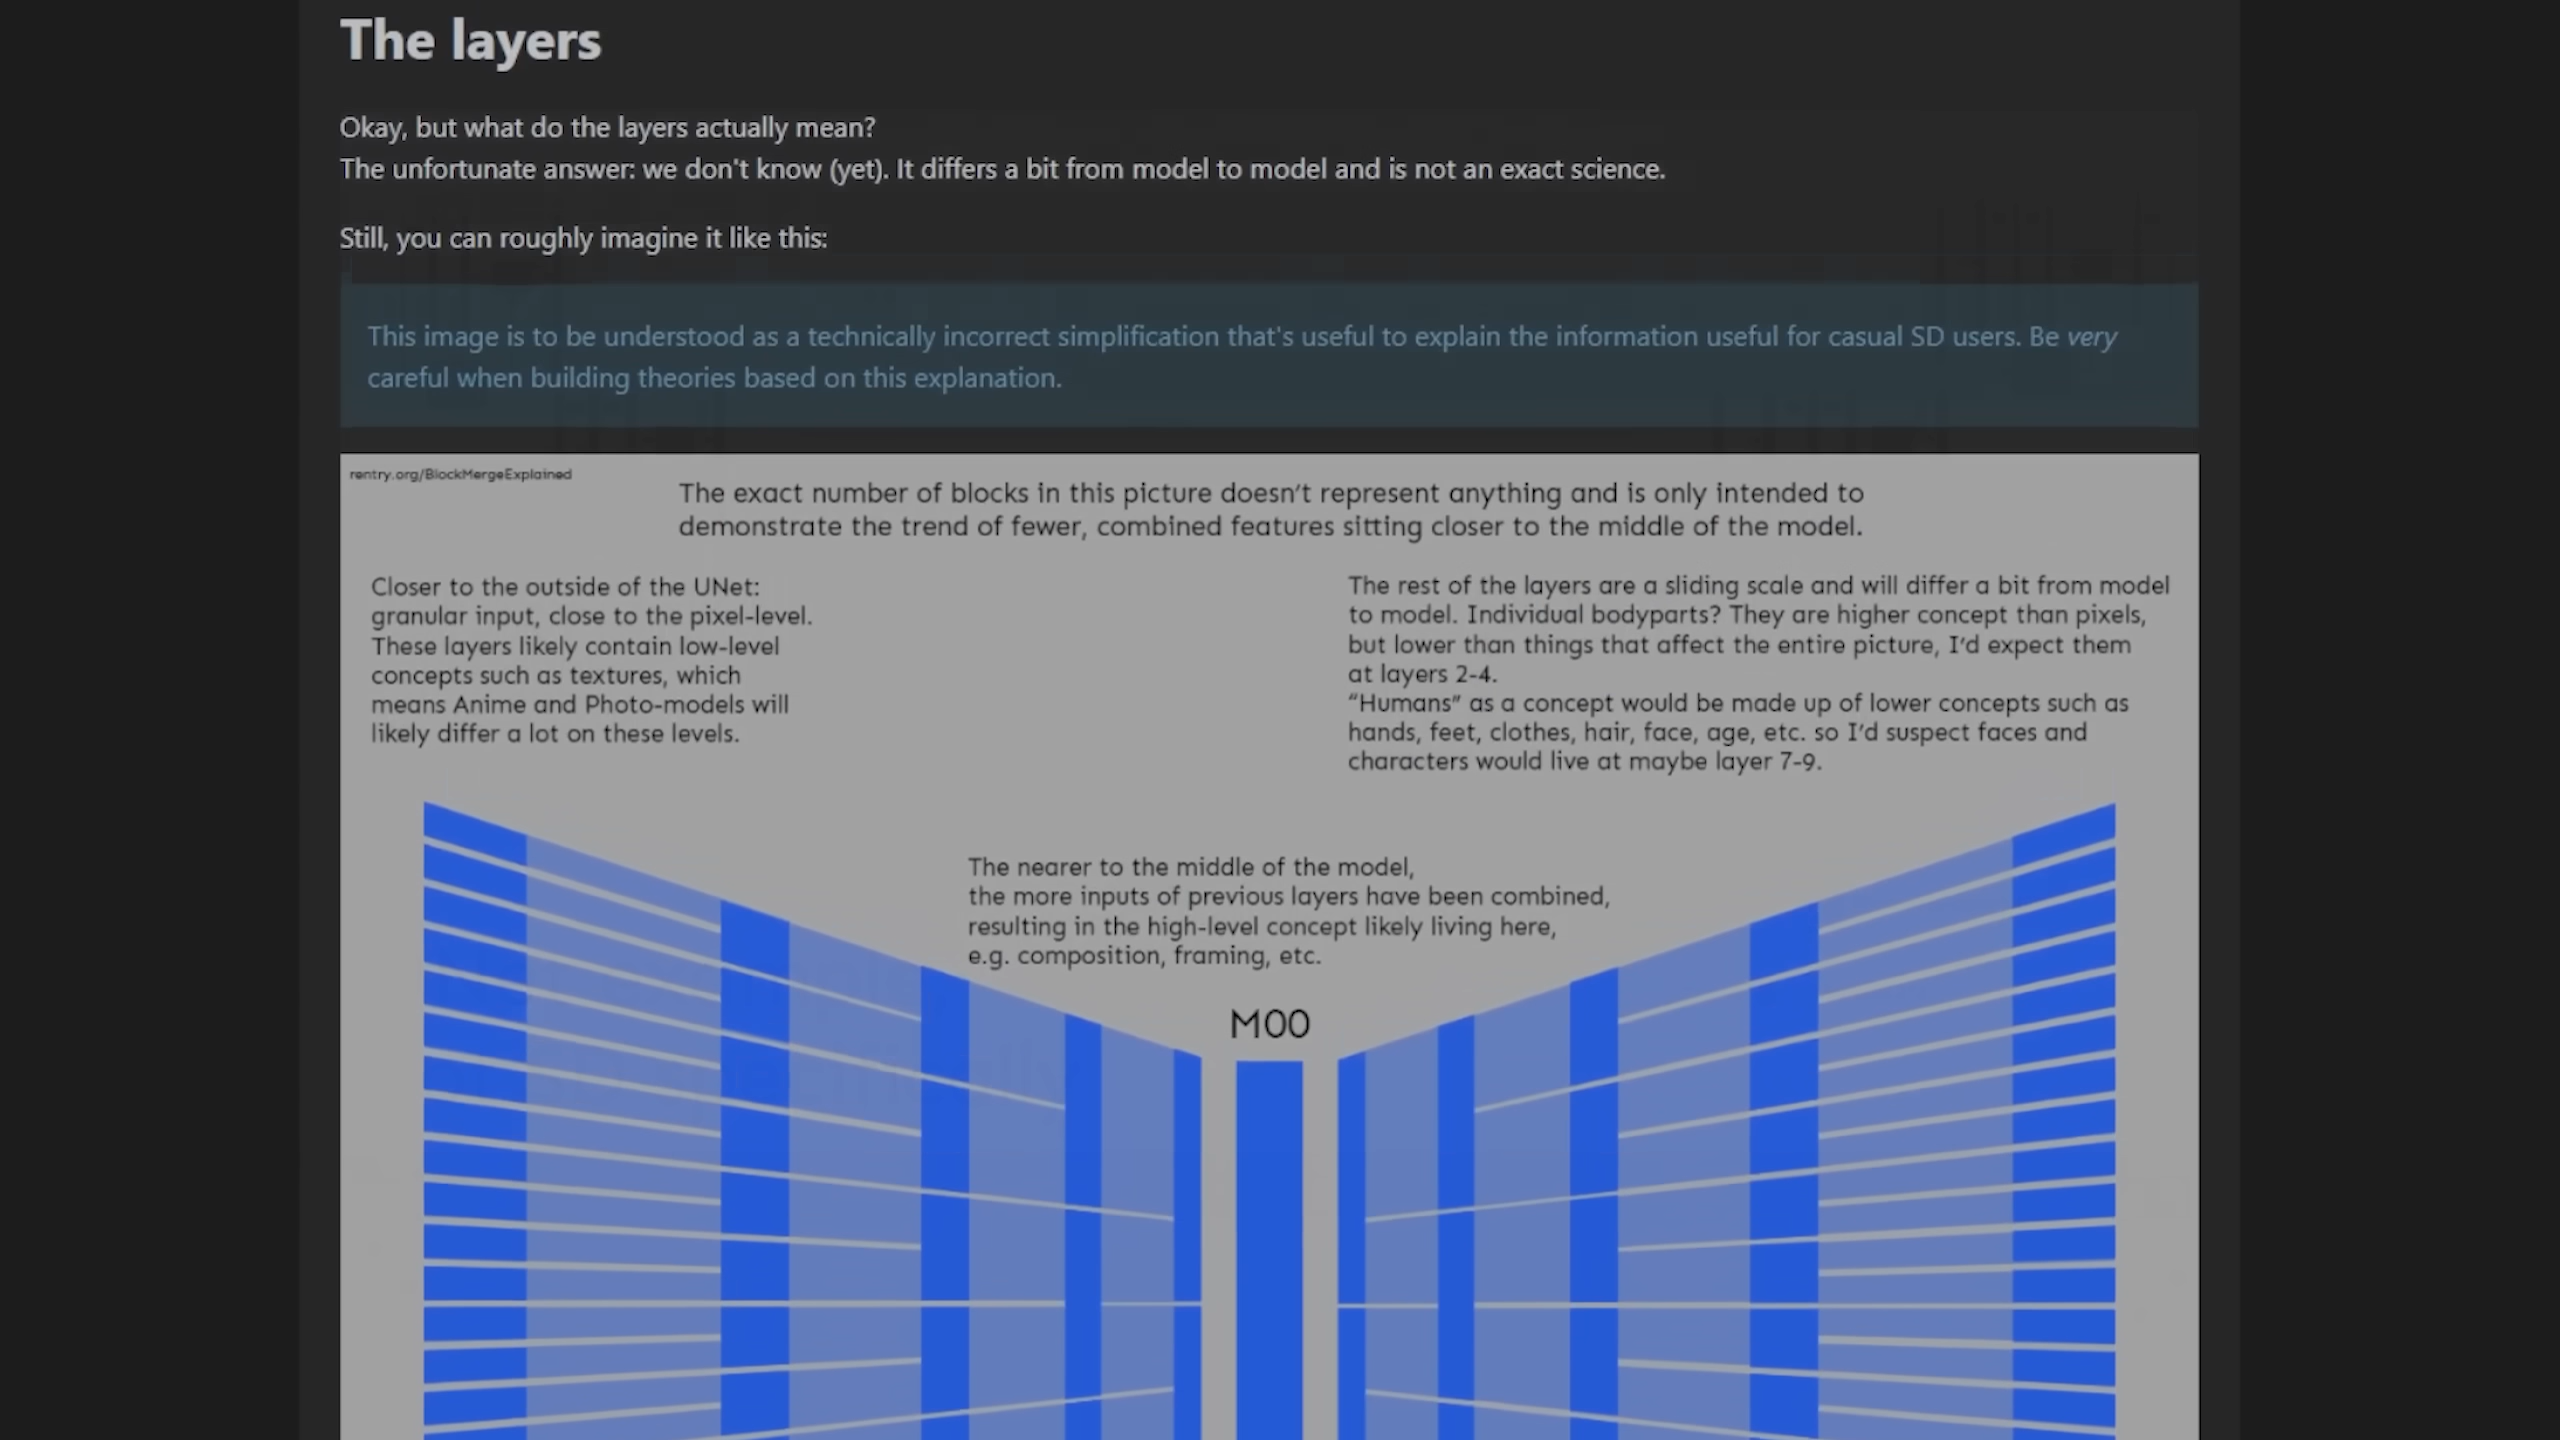 The layers
Okay, but what do the layers actually mean?
The unfortunate answer: we don't know (yet). It differs a bit from model to model and is not an exact science.
Still, you can roughly imagine it like this:
This image is to be understood as a technically incorrect simplification that's useful to explain the information useful for casual SD users. Be very
careful when building theories based on this explanation.
rentry.org/BlockMergeExplained
The exact number of blocks in this picture doesn’t represent anything and is only intended to
demonstrate the trend of fewer, combined features sitting closer to the middle of the model.
Closer to the outside of the UNet:
granular input, close to the pixel-level.
These layers likely contain low-level
concepts such as textures, which
means Anime and Photo-models will
likely differ a lot on these levels.
The rest of the layers are a sliding scale and will differ a bit from model
to model. Individual bodyparts? They are higher concept than pixels,
but lower than things that affect the entire picture, I’d expect them
at layers 2-4.
“Humans” as a concept would be made up of lower concepts such as
hands, feet, clothes, hair, face, age, etc. so I’d suspect faces and
characters would live at maybe layer 7-9.
The nearer to the middle of the model,
the more inputs of previous layers have been combined,
resulting in the high-level concept likely living here,
e.g. composition, framing, etc.
M00